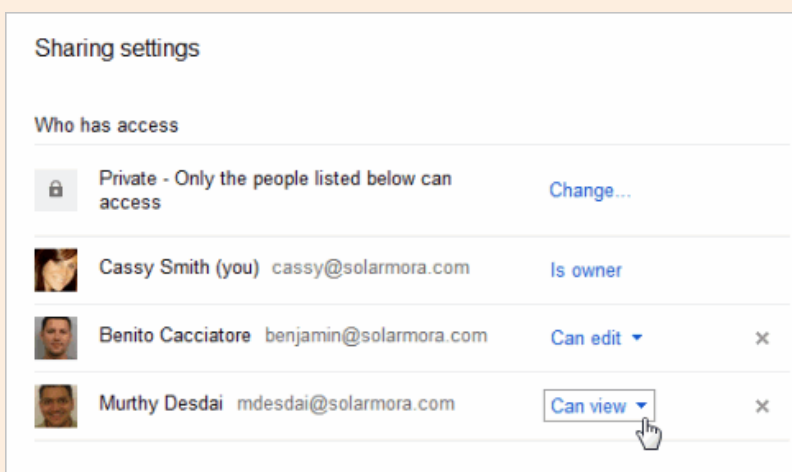 Sharing settings
Who has access
Private - Only the people listed below can
access
Change...
Cassy Smith (you) cassy@solarmora.com Is owner
Benito Cacciatore benjamin@solarmora.com Can edit
Murthy Desdai mdesdai@solarmora.com Can view